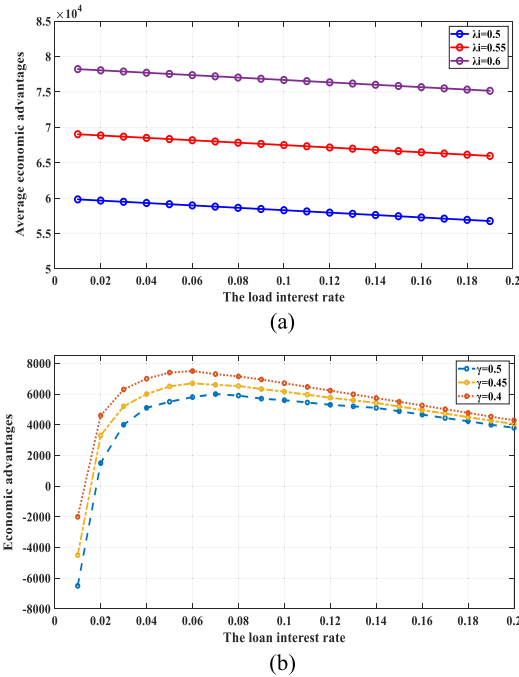 ×10⁴
8.5
8
7.5
7
6.5
6
5.5
5
Average economic advantages
λi=0.5
λi=0.55
λi=0.6
0 0.02 0.04 0.06 0.08 0.1 0.12 0.14 0.16 0.18 0.2
The load interest rate
(a)
8000
6000
4000
2000
0
-2000
-4000
-6000
-8000
Economic advantages
γ=0.5
γ=0.45
γ=0.4
0 0.02 0.04 0.06 0.08 0.1 0.12 0.14 0.16 0.18 0.2
The loan interest rate
(b)